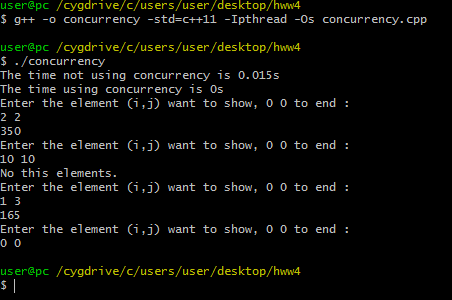 user@pc /cygdrive/c/users/user/desktop/hww4
$ g++ -o concurrency -std=c++11 -Ipthread -Os concurrency.cpp
user@pc /cygdrive/c/users/user/desktop/hww4
$ ./concurrency
The time not using concurrency is 0.015s
The time using concurrency is 0s
Enter the element (i,j) want to show, 0 0 to end :
2 2
350
Enter the element (i,j) want to show, 0 0 to end :
10 10
No this elements.
Enter the element (i,j) want to show, 0 0 to end :
1 3
165
Enter the element (i,j) want to show, 0 0 to end :
0 0
user@pc /cygdrive/c/users/user/desktop/hww4
$